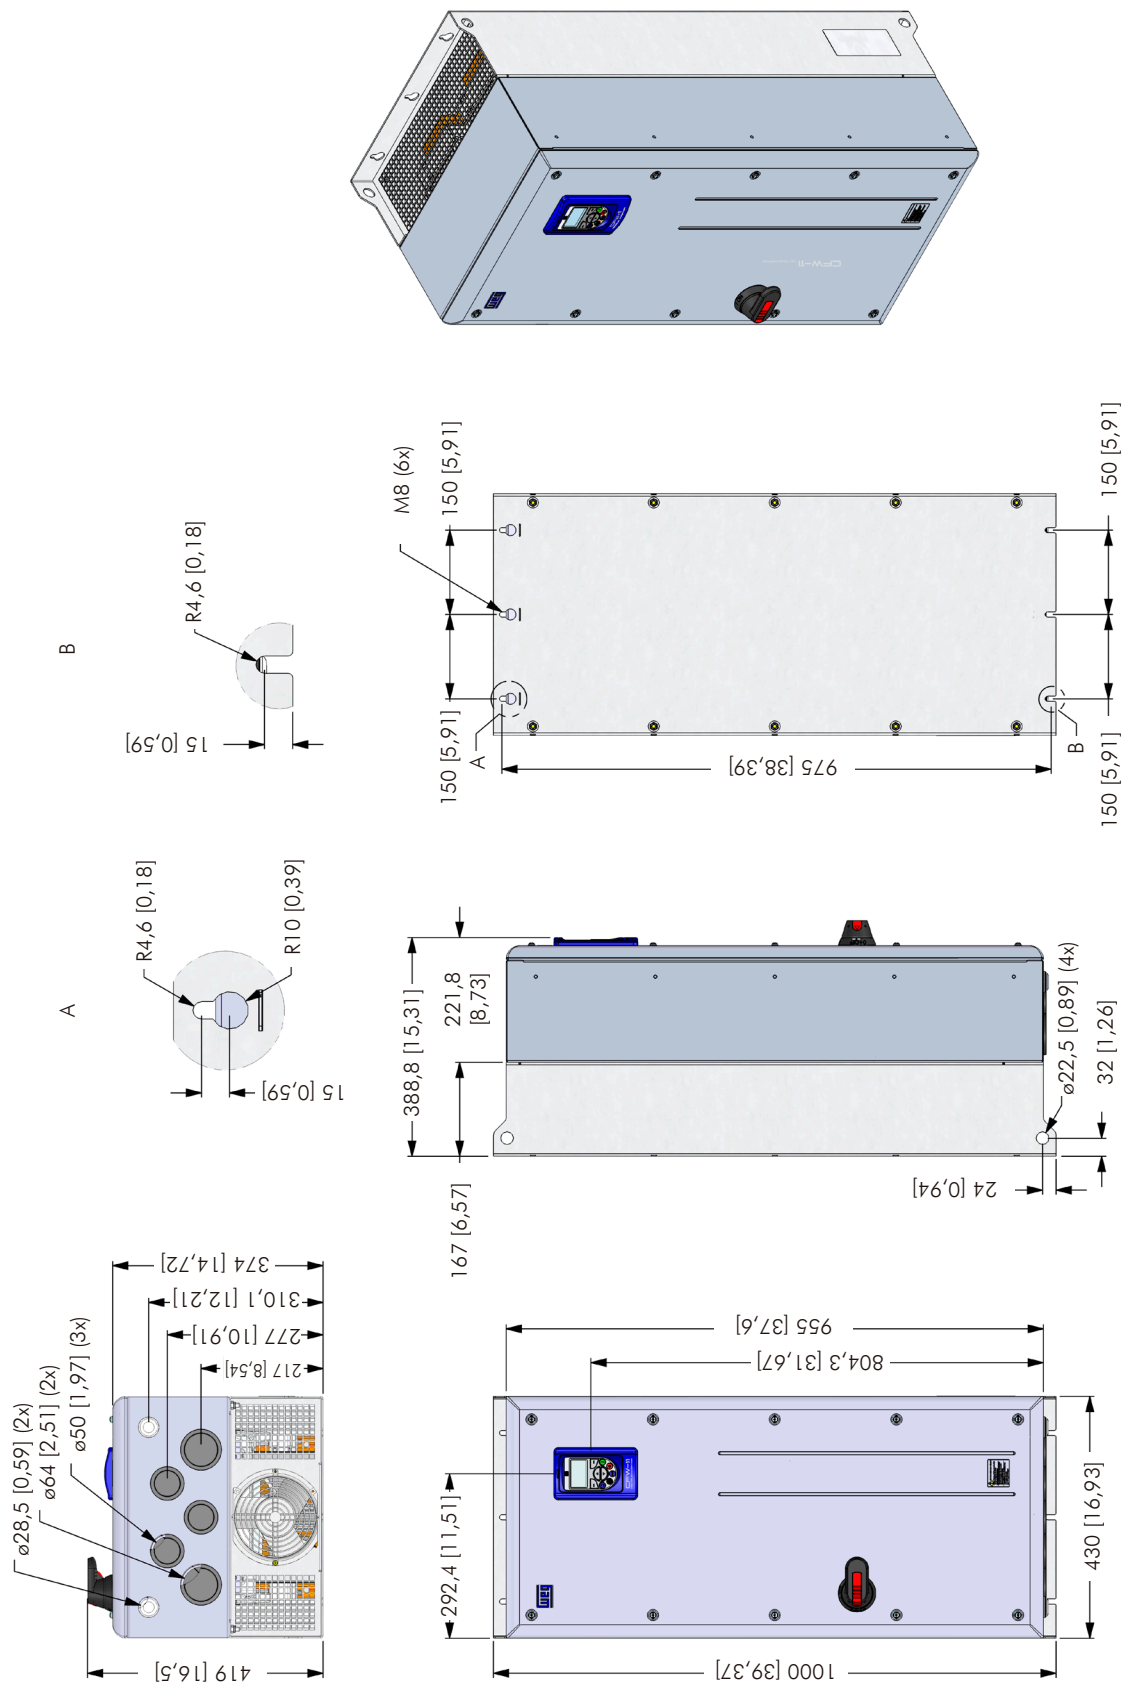 CFW-11
B
R4,6 [0,18]
15 [0,59]
M8 (6x)
150 [5,91]
150 [5,91]
150 [5,91]
150 [5,91]
A
B
975 [38,39]
A
R4,6 [0,18]
R10 [0,39]
15 [0,59]
388,8 [15,31]
221,8
[8,73]
167 [6,57]
24 [0,94]
ø22,5 [0,89] (4x)
32 [1,26]
374 [14,72]
310,1 [12,21]
277 [10,91]
217 [8,54]
ø50 [1,97] (3x)
ø64 [2,51] (2x)
ø28,5 [0,59] (2x)
419 [16,5]
955 [37,6]
804,3 [31,67]
292,4 [11,51]
430 [16,93]
1000 [39,37]
CFW-11